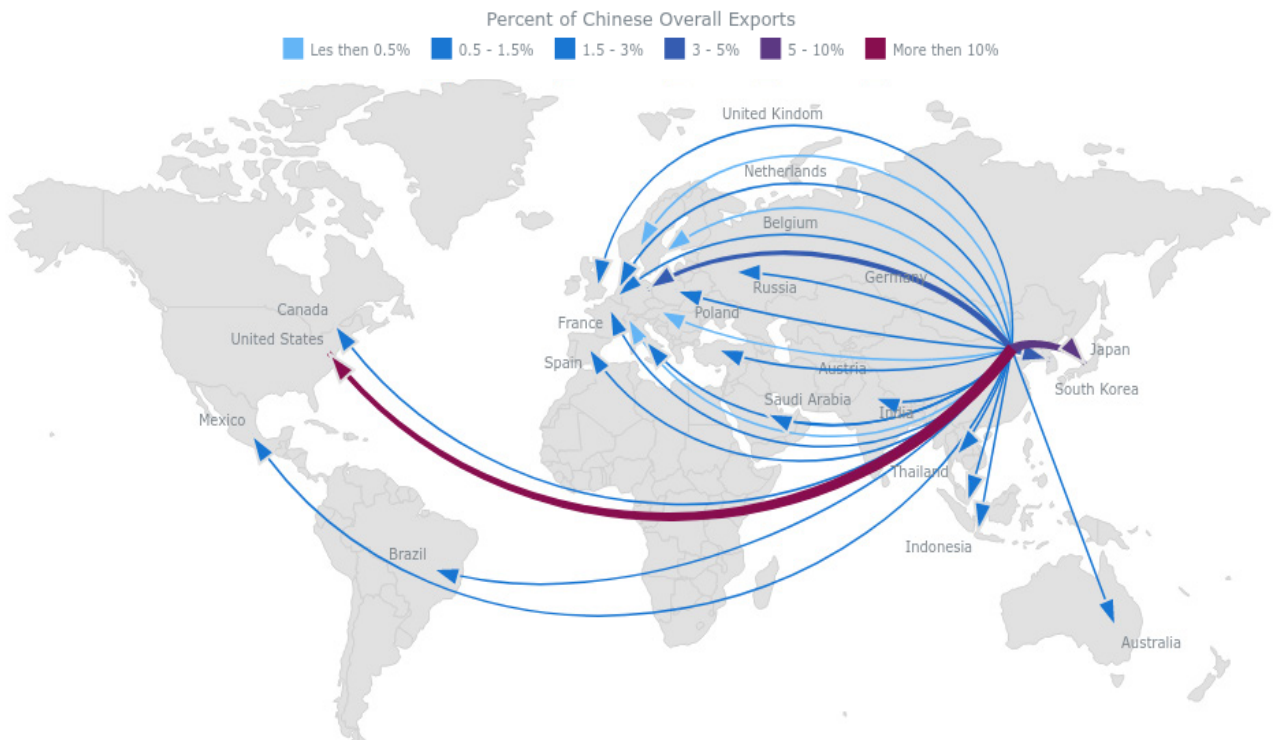 Percent of Chinese Overall Exports
Les then 0.5% 0.5 - 1.5% 1.5 - 3% 3 - 5% 5 - 10% More then 10%
United Kindom
Netherlands
Belgium
Germany
Russia
Canada
Poland
France
United States
Japan
Spain
Austria
South Korea
Saudi Arabia
India
Mexico
Thailand
Indonesia
Brazil
Australia